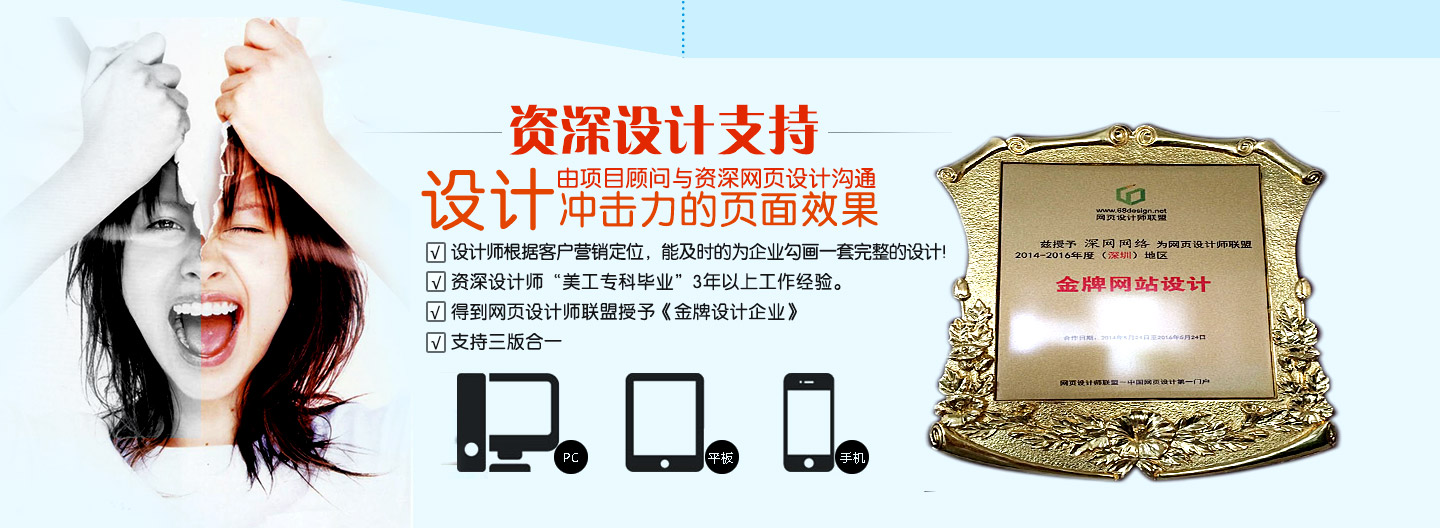 资深设计支持
设计
由项目顾问与资深网页设计沟通
冲击力的页面效果
√ 设计师根据客户营销定位，能及时的为企业勾画一套完整的设计!
√ 资深设计师“美工专科毕业”3年以上工作经验。
√ 得到网页设计师联盟授予《金牌设计企业》
√ 支持三版合一
PC
平板
手机
www.68design.net
网页设计师联盟
兹授予 深网网络 为网页设计师联盟
2014-2016年度（深圳）地区
金牌网站设计
网页设计师联盟－中国网页设计第一门户